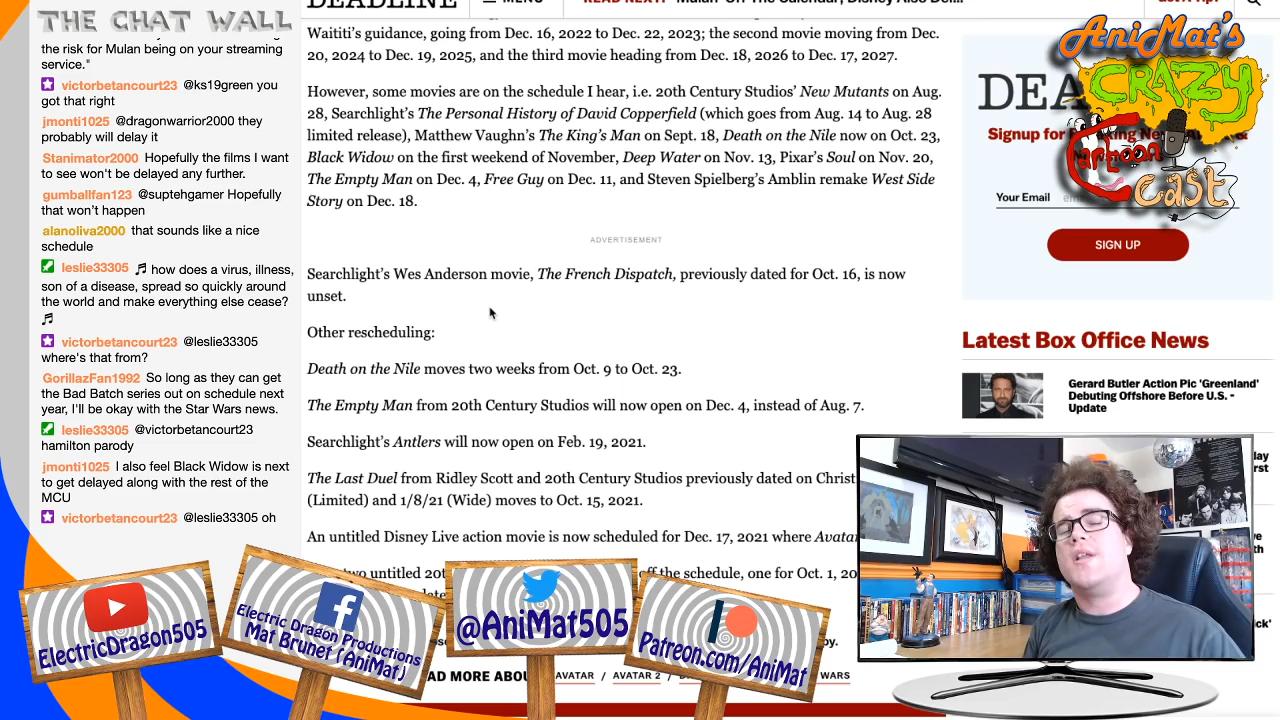 THE CHAT WALL
the risk for Mulan being on your streaming
service."
victorbetancourt23 @ks19green you
got that right
jmonti1025 @dragonwarrior2000 they
probably will delay it
Stanimator2000 Hopefully the films I want
to see won't be delayed any further.
gumballfan123 @suptehgamer Hopefully
that won't happen
alanoliva2000 that sounds like a nice
schedule
leslie33305 🎵 how does a virus, illness,
son of a disease, spread so quickly around
the world and make everything else cease?
🎵
victorbetancourt23 @leslie33305
where's that from?
GorillazFan1992 So long as they can get
the Bad Batch series out on schedule next
year, I'll be okay with the Star Wars news.
leslie33305 @victorbetancourt23
hamilton parody
jmonti1025 I also feel Black Widow is next
to get delayed along with the rest of the
MCU
victorbetancourt23 @leslie33305 oh
DEADLINE
MENU
READ NEXT: 'Mulan' Off The Calendar; Disney Also Del...
Got A Tip?
Waititi's guidance, going from Dec. 16, 2022 to Dec. 22, 2023; the second movie moving from Dec.
20, 2024 to Dec. 19, 2025, and the third movie heading from Dec. 18, 2026 to Dec. 17, 2027.
However, some movies are on the schedule I hear, i.e. 20th Century Studios' New Mutants on Aug.
28, Searchlight's The Personal History of David Copperfield (which goes from Aug. 14 to Aug. 28
limited release), Matthew Vaughn's The King's Man on Sept. 18, Death on the Nile now on Oct. 23,
Black Widow on the first weekend of November, Deep Water on Nov. 13, Pixar's Soul on Nov. 20,
The Empty Man on Dec. 4, Free Guy on Dec. 11, and Steven Spielberg's Amblin remake West Side
Story on Dec. 18.
ADVERTISEMENT
Searchlight's Wes Anderson movie, The French Dispatch, previously dated for Oct. 16, is now
unset.
Other rescheduling:
Death on the Nile moves two weeks from Oct. 9 to Oct. 23.
The Empty Man from 20th Century Studios will now open on Dec. 4, instead of Aug. 7.
Searchlight's Antlers will now open on Feb. 19, 2021.
The Last Duel from Ridley Scott and 20th Century Studios previously dated on Christ
(Limited) and 1/8/21 (Wide) moves to Oct. 15, 2021.
An untitled Disney Live action movie is now scheduled for Dec. 17, 2021 where Avatar
two untitled 20t
off the schedule, one for Oct. 1, 20
AVATAR / AVATAR 2 /
WARS
AniMat's
CRAZY
Cartoon
Cast
DEA
Signup for
Your Email
SIGN UP
Latest Box Office News
Gerard Butler Action Pic 'Greenland'
Debuting Offshore Before U.S. -
Update
ElectricDragon505
Electric Dragon Productions
Mat Brunet (AniMat)
@AniMat505
Patreon.com/AniMat